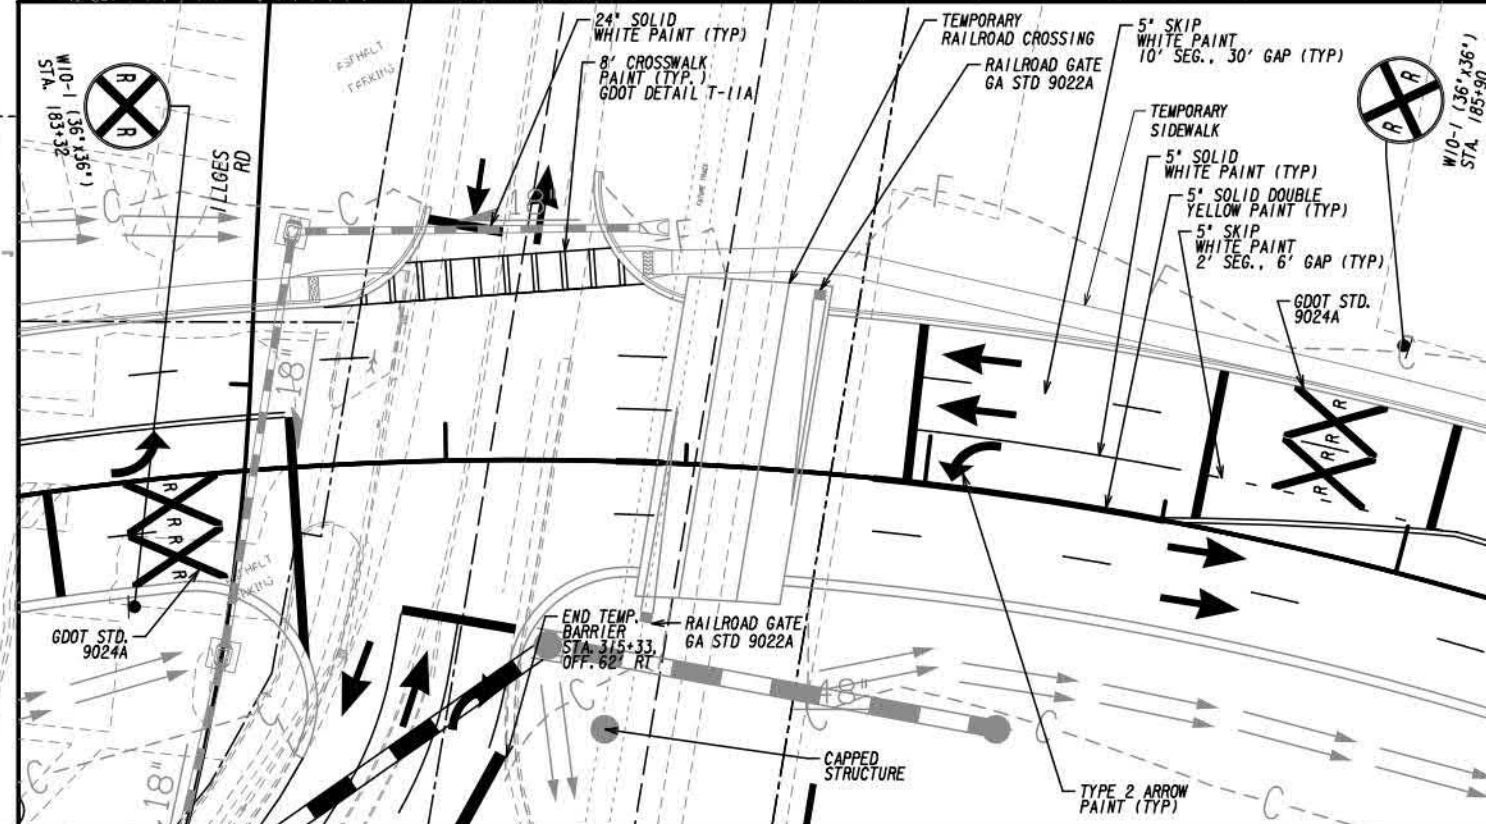 24" SOLID
WHITE PAINT (TYP)
8' CROSSWALK
PAINT (TYP.)
GDOT DETAIL T-11A
TEMPORARY
RAILROAD CROSSING
RAILROAD GATE
GA STD 9022A
5" SKIP
WHITE PAINT
10' SEG., 30' GAP (TYP)
TEMPORARY
SIDEWALK
5" SOLID
WHITE PAINT (TYP)
5" SOLID DOUBLE
YELLOW PAINT (TYP)
5" SKIP
WHITE PAINT
2' SEG., 6' GAP (TYP)
GDOT STD.
9024A
W10-1 (36"x36")
STA. 183+32
R
R
W10-1 (36"x36")
STA. 185+90
R
R
ILLGES
RD
ASPHALT
PARKING
C
C
F
C
18"
R
R
R
R
R
R/R
R
GDOT STD.
9024A
END TEMP.
BARRIER
STA. 315+33,
OFF. 62' RT
RAILROAD GATE
GA STD 9022A
CAPPED
STRUCTURE
TYPE 2 ARROW
PAINT (TYP)
18"
18"
C
C
C
C
C
C